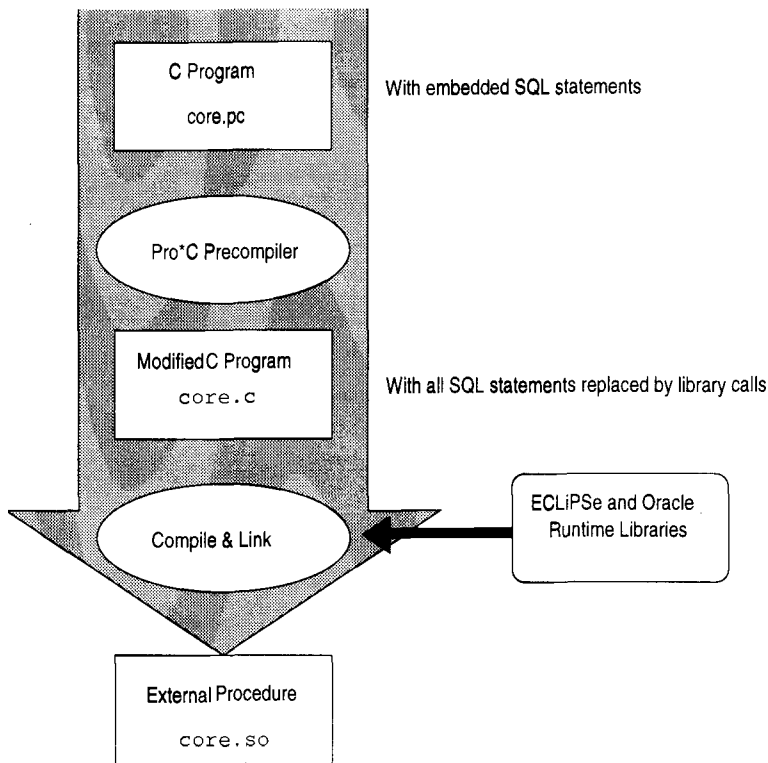 C Program
core.pc
With embedded SQL statements
Pro*C Precompiler
Modified C Program
core.c
With all SQL statements replaced by library calls
ECLiPSe and Oracle
Runtime Libraries
Compile & Link
External Procedure
core.so